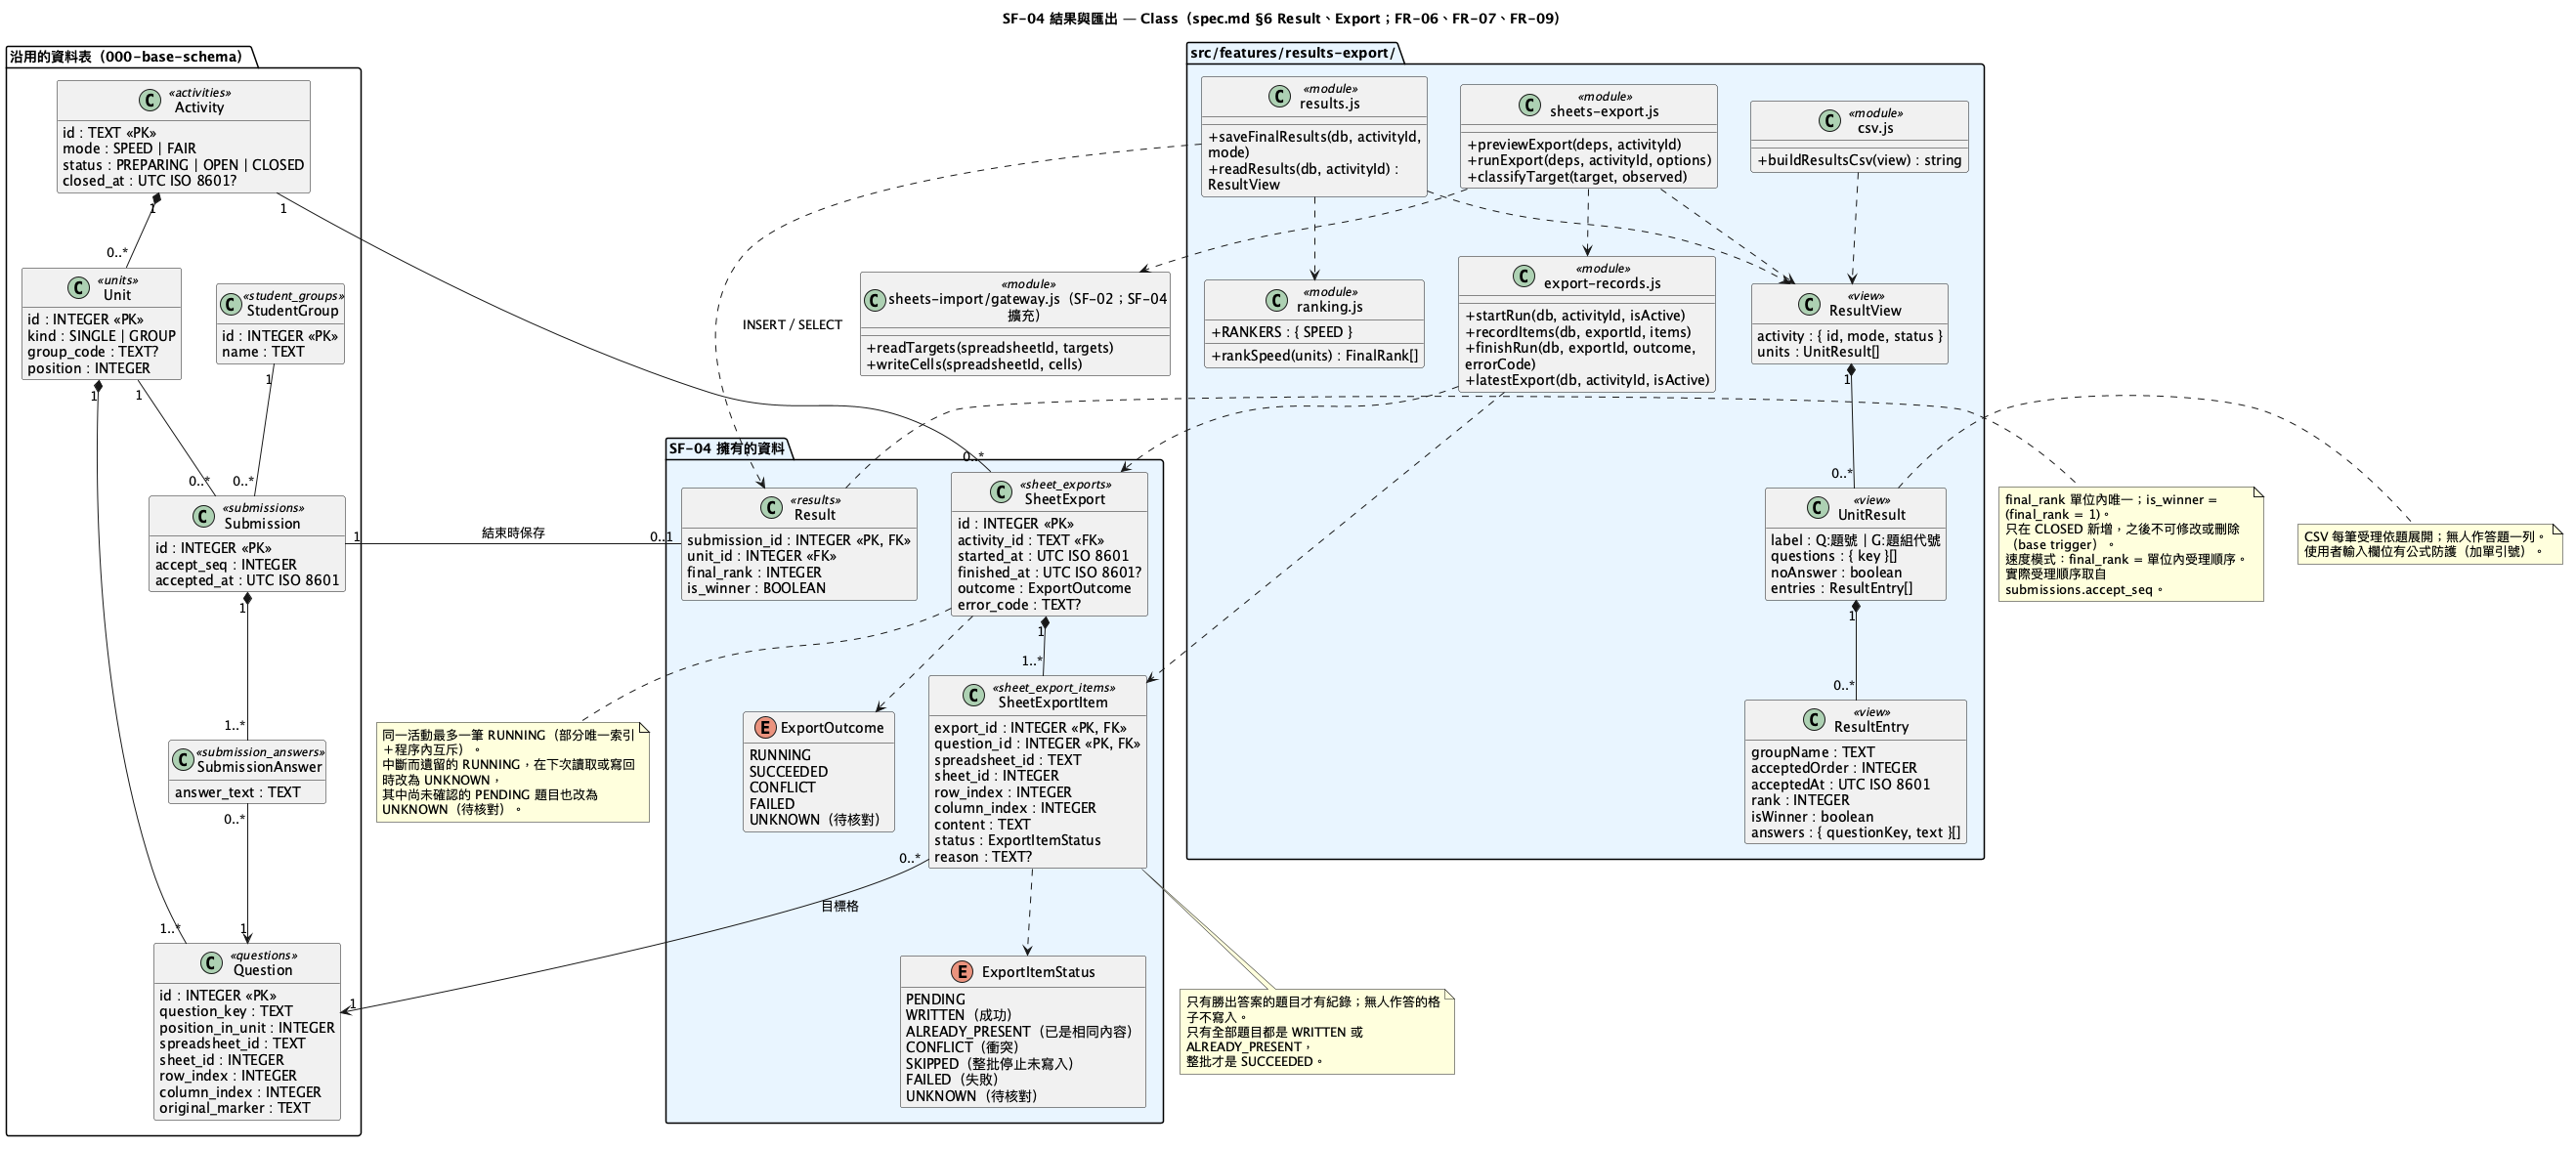 SF-04 結果與匯出 — Class（spec.md §6 Result、Export；FR-06、FR-07、FR-09）
沿用的資料表（000-base-schema）
«activities»
Activity
id : TEXT «PK»
mode : SPEED | FAIR
status : PREPARING | OPEN | CLOSED
closed_at : UTC ISO 8601?
1
1
0..*
«units»
Unit
id : INTEGER «PK»
kind : SINGLE | GROUP
group_code : TEXT?
position : INTEGER
«student_groups»
StudentGroup
id : INTEGER «PK»
name : TEXT
1
1
1
0..*
0..*
«submissions»
Submission
id : INTEGER «PK»
accept_seq : INTEGER
accepted_at : UTC ISO 8601
1
結束時保存
0..1
1
1..*
«submission_answers»
SubmissionAnswer
answer_text : TEXT
0..*
1..*
1
«questions»
Question
id : INTEGER «PK»
question_key : TEXT
position_in_unit : INTEGER
spreadsheet_id : TEXT
sheet_id : INTEGER
row_index : INTEGER
column_index : INTEGER
original_marker : TEXT
1
src/features/results-export/
«module»
results.js
+saveFinalResults(db, activityId,
mode)
+readResults(db, activityId) :
ResultView
«module»
sheets-export.js
+previewExport(deps, activityId)
+runExport(deps, activityId, options)
+classifyTarget(target, observed)
«module»
csv.js
+buildResultsCsv(view) : string
«module»
sheets-import/gateway.js（SF-02；SF-04
擴充）
+readTargets(spreadsheetId, targets)
+writeCells(spreadsheetId, cells)
INSERT / SELECT
«module»
ranking.js
+RANKERS : { SPEED }
+rankSpeed(units) : FinalRank[]
«module»
export-records.js
+startRun(db, activityId, isActive)
+recordItems(db, exportId, items)
+finishRun(db, exportId, outcome,
errorCode)
+latestExport(db, activityId, isActive)
«view»
ResultView
activity : { id, mode, status }
units : UnitResult[]
1
0..*
«view»
UnitResult
label : Q:題號 | G:題組代號
questions : { key }[]
noAnswer : boolean
entries : ResultEntry[]
1
0..*
«view»
ResultEntry
groupName : TEXT
acceptedOrder : INTEGER
acceptedAt : UTC ISO 8601
rank : INTEGER
isWinner : boolean
answers : { questionKey, text }[]
SF-04 擁有的資料
0..*
«results»
Result
submission_id : INTEGER «PK, FK»
unit_id : INTEGER «FK»
final_rank : INTEGER
is_winner : BOOLEAN
«sheet_exports»
SheetExport
id : INTEGER «PK»
activity_id : TEXT «FK»
started_at : UTC ISO 8601
finished_at : UTC ISO 8601?
outcome : ExportOutcome
error_code : TEXT?
1
1..*
ExportOutcome
RUNNING
SUCCEEDED
CONFLICT
FAILED
UNKNOWN（待核對）
«sheet_export_items»
SheetExportItem
export_id : INTEGER «PK, FK»
question_id : INTEGER «PK, FK»
spreadsheet_id : TEXT
sheet_id : INTEGER
row_index : INTEGER
column_index : INTEGER
content : TEXT
status : ExportItemStatus
reason : TEXT?
0..*
目標格
ExportItemStatus
PENDING
WRITTEN（成功）
ALREADY_PRESENT（已是相同內容）
CONFLICT（衝突）
SKIPPED（整批停止未寫入）
FAILED（失敗）
UNKNOWN（待核對）
同一活動最多一筆 RUNNING（部分唯一索引
＋程序內互斥）。
中斷而遺留的 RUNNING，在下次讀取或寫回
時改為 UNKNOWN，
其中尚未確認的 PENDING 題目也改為
UNKNOWN（待核對）。
只有勝出答案的題目才有紀錄；無人作答的格
子不寫入。
只有全部題目都是 WRITTEN 或
ALREADY_PRESENT，
整批才是 SUCCEEDED。
final_rank 單位內唯一；is_winner =
(final_rank = 1)。
只在 CLOSED 新增，之後不可修改或刪除
（base trigger）。
速度模式：final_rank = 單位內受理順序。
實際受理順序取自
submissions.accept_seq。
CSV 每筆受理依題展開；無人作答題一列。
使用者輸入欄位有公式防護（加單引號）。